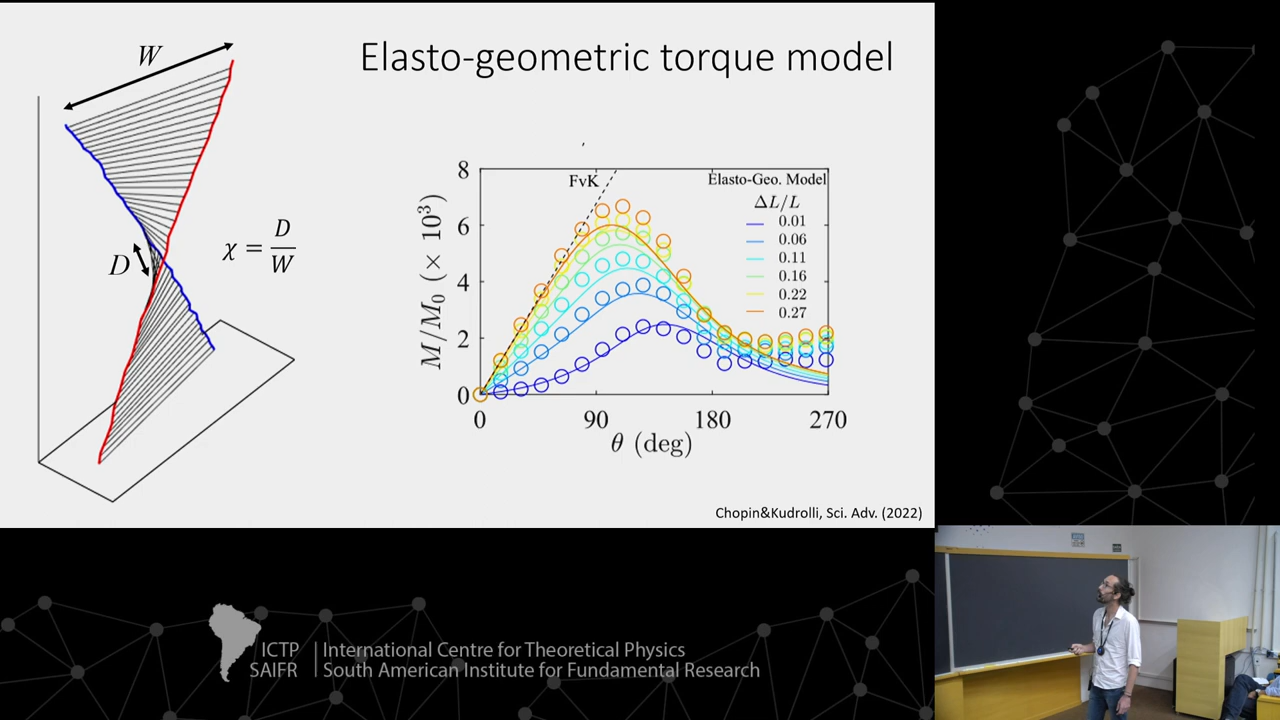 Elasto-geometric torque model
W
D
χ = D/W
M/M₀ (× 10³)
8
6
4
2
0
FvK
Elasto-Geo. Model
ΔL/L
0.01
0.06
0.11
0.16
0.22
0.27
0 90 180 270
θ (deg)
Chopin&Kudrolli, Sci. Adv. (2022)
ICTP
SAIFR
International Centre for Theoretical Physics
South American Institute for Fundamental Research